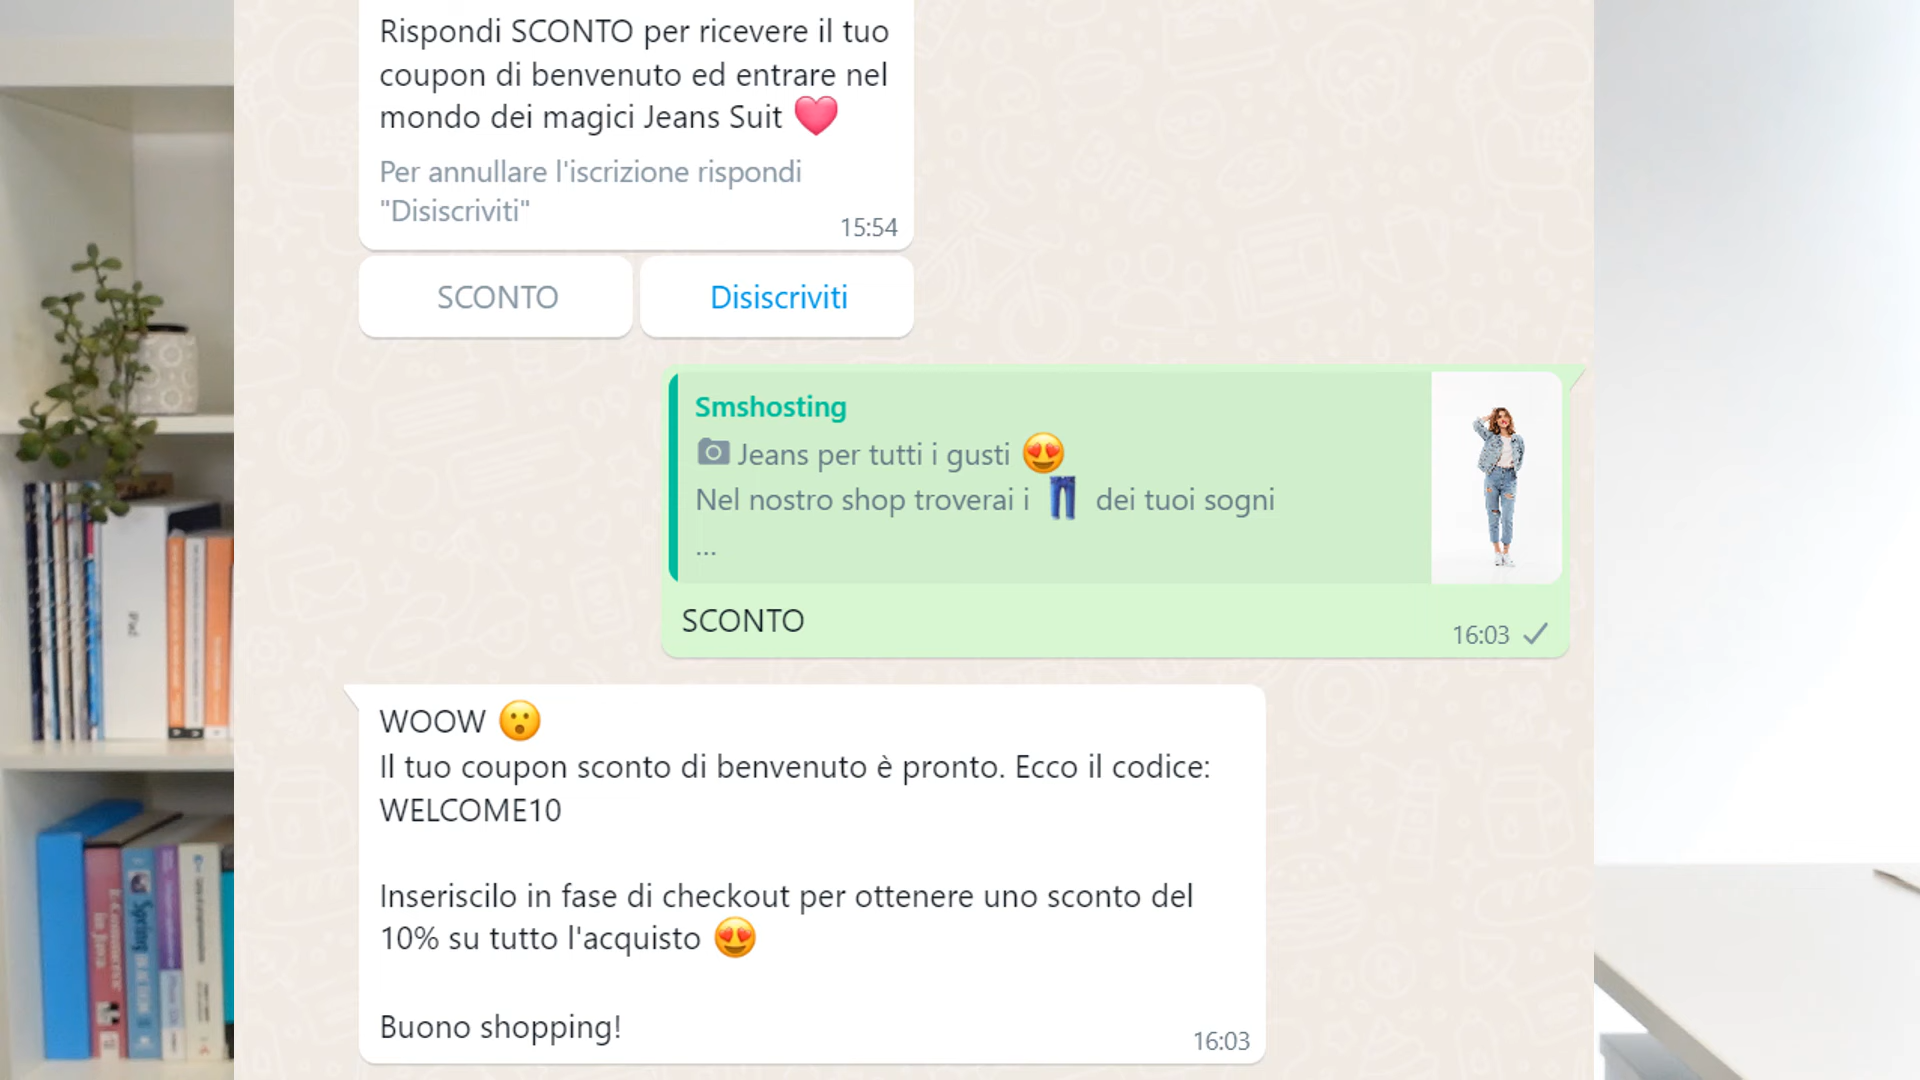 Rispondi SCONTO per ricevere il tuo
coupon di benvenuto ed entrare nel
mondo dei magici Jeans Suit ❤️
Per annullare l'iscrizione rispondi
"Disiscriviti"
15:54
SCONTO
Disiscriviti
Smshosting
Jeans per tutti i gusti 😍
Nel nostro shop troverai i 👖 dei tuoi sogni
...
SCONTO
16:03
WOOW 😮
Il tuo coupon sconto di benvenuto è pronto. Ecco il codice:
WELCOME10
Inseriscilo in fase di checkout per ottenere uno sconto del
10% su tutto l'acquisto 😍
Buono shopping!
16:03
iPad
Spring